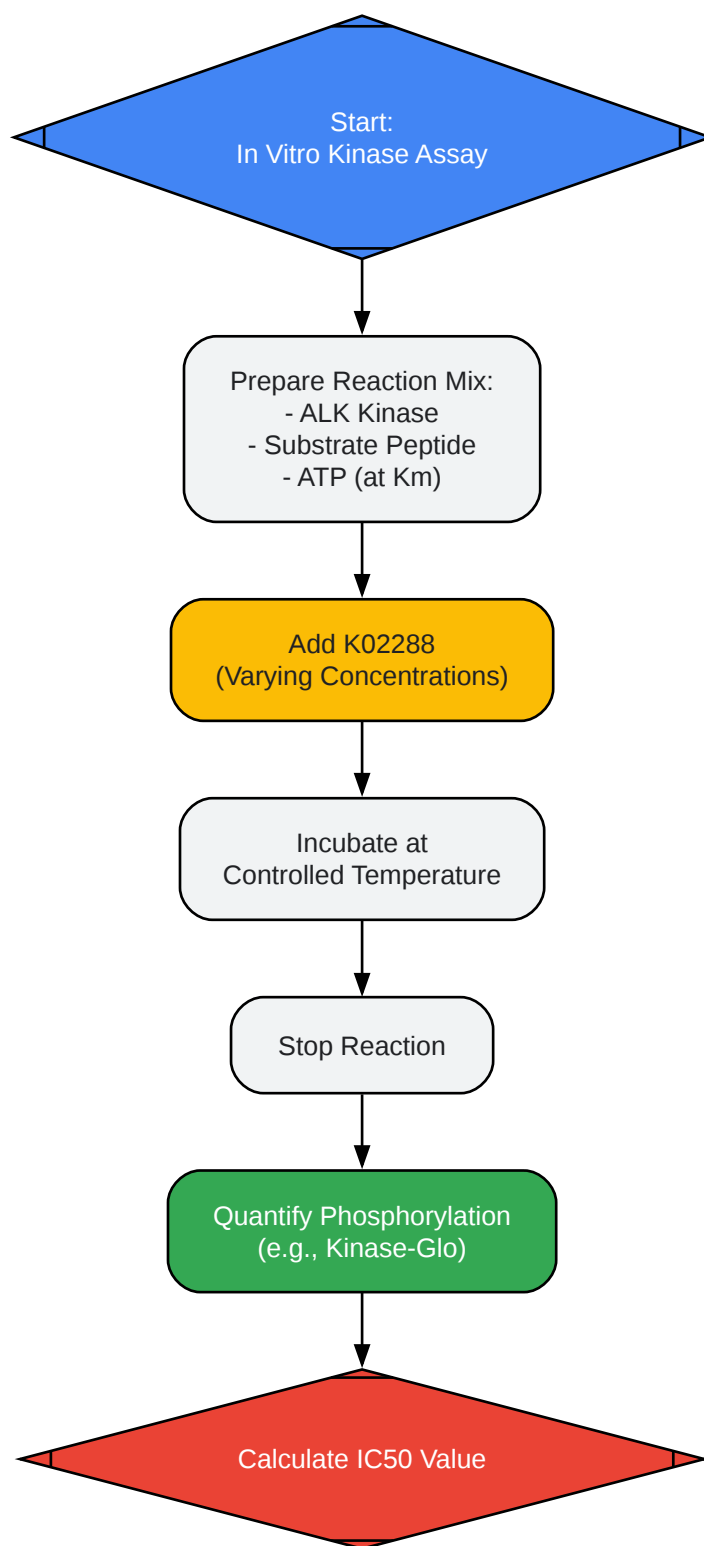 Start:
In Vitro Kinase Assay
Prepare Reaction Mix:
- ALK Kinase
- Substrate Peptide
- ATP (at Km)
Add K02288
(Varying Concentrations)
Incubate at
Controlled Temperature
Stop Reaction
Quantify Phosphorylation
(e.g., Kinase-Glo)
Calculate IC50 Value